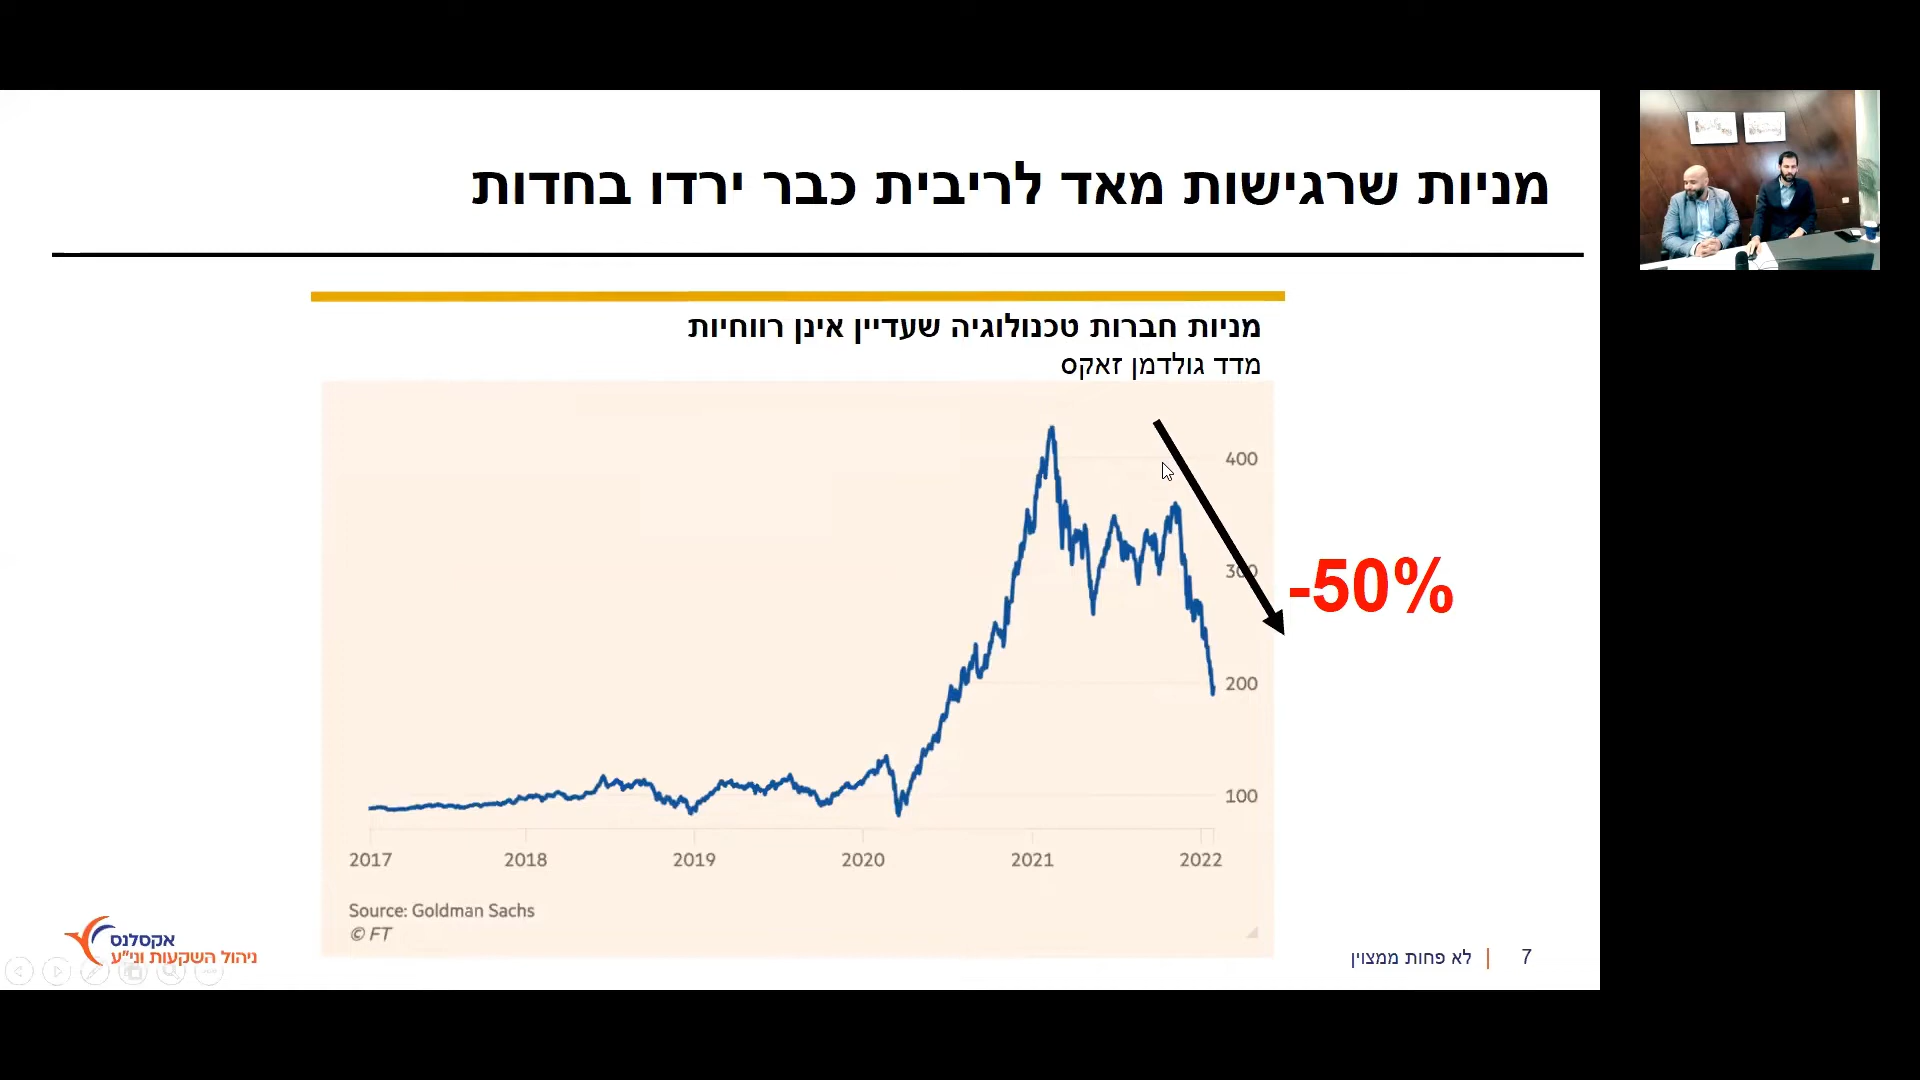 מניות שרגישות מאד לריבית כבר ירדו בחדות
מניות חברות טכנולוגיה שעדיין אינן רווחיות
מדד גולדמן זאקס
400
300
200
100
-50%
2017 2018 2019 2020 2021 2022
Source: Goldman Sachs
© FT
אקסלנס
ניהול השקעות וני"ע
לא פחות ממצוין | 7